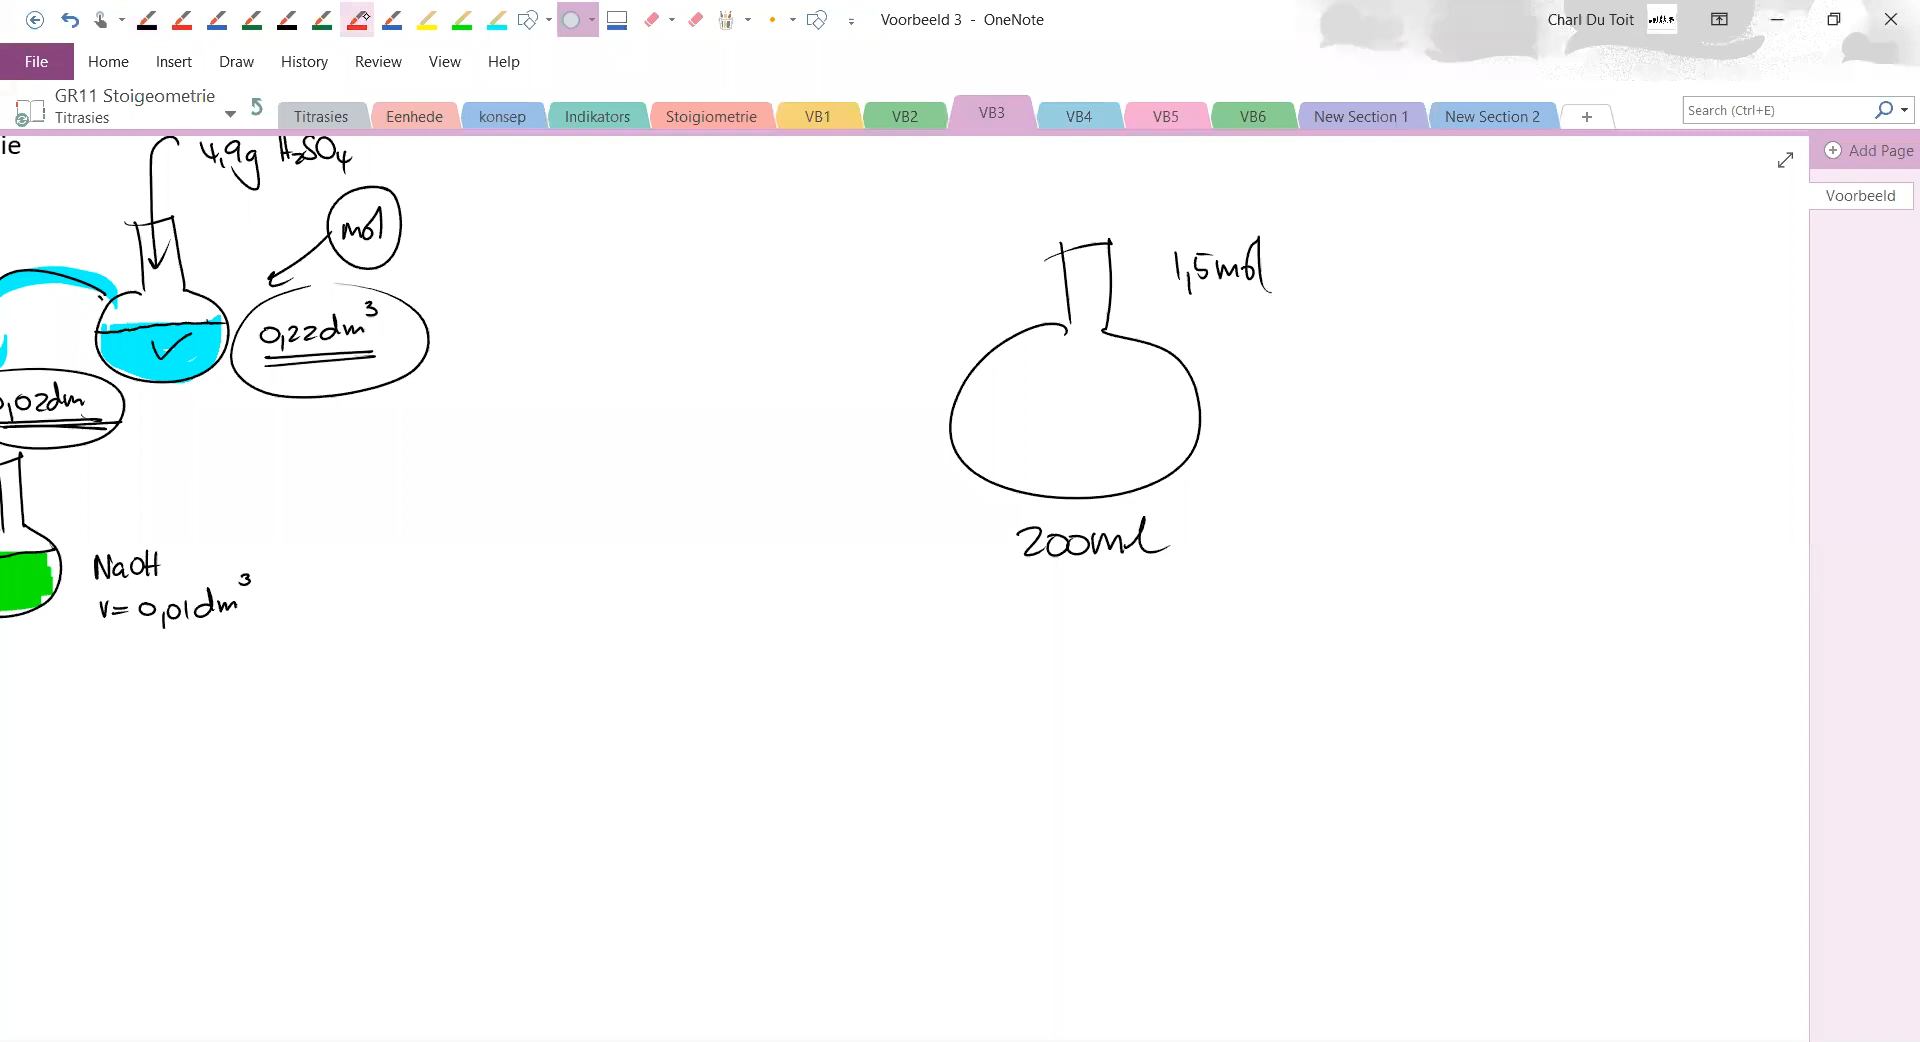 Voorbeeld 3 - OneNote
Charl Du Toit
File Home Insert Draw History Review View Help
GR11 Stoigeometrie
Titrasies
Titrasies Eenhede konsep Indikators Stoigiometrie VB1 VB2 VB3 VB4 VB5 VB6 New Section 1 New Section 2 +
Search (Ctrl+E)
Add Page
Voorbeeld
ie
4,9g H₂SO₄
mol
0,22dm³
0,02dm
NaOH
V= 0,01dm³
1,5mol
200ml